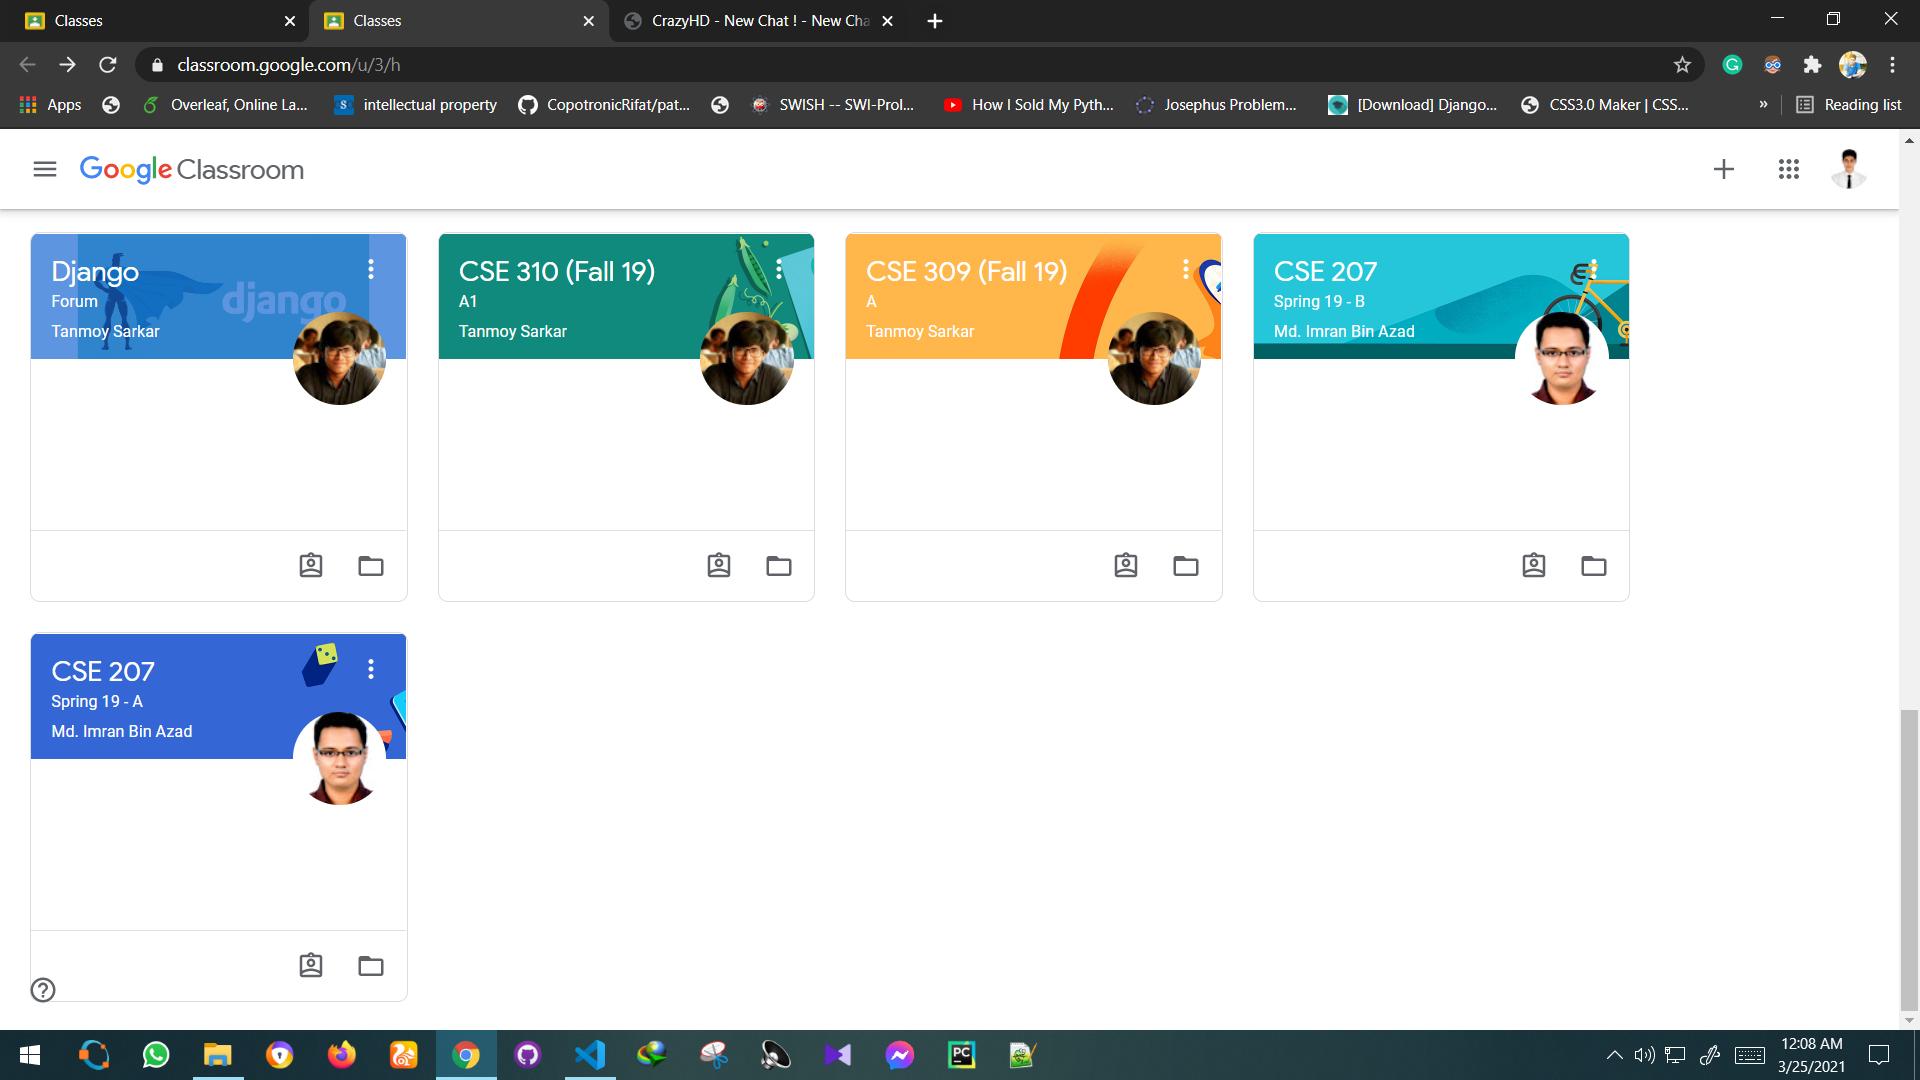 Classes
Classes
CrazyHD - New Chat ! - New Cha
classroom.google.com/u/3/h
Apps
Overleaf, Online La...
intellectual property
CopotronicRifat/pat...
SWISH -- SWI-Prol...
How I Sold My Pyth...
Josephus Problem...
[Download] Django...
CSS3.0 Maker | CSS...
»
Reading list
Google Classroom
Django
Forum
Tanmoy Sarkar
django
CSE 310 (Fall 19)
A1
Tanmoy Sarkar
CSE 309 (Fall 19)
A
Tanmoy Sarkar
CSE 207
Spring 19 - B
Md. Imran Bin Azad
CSE 207
Spring 19 - A
Md. Imran Bin Azad
PC
12:08 AM
3/25/2021